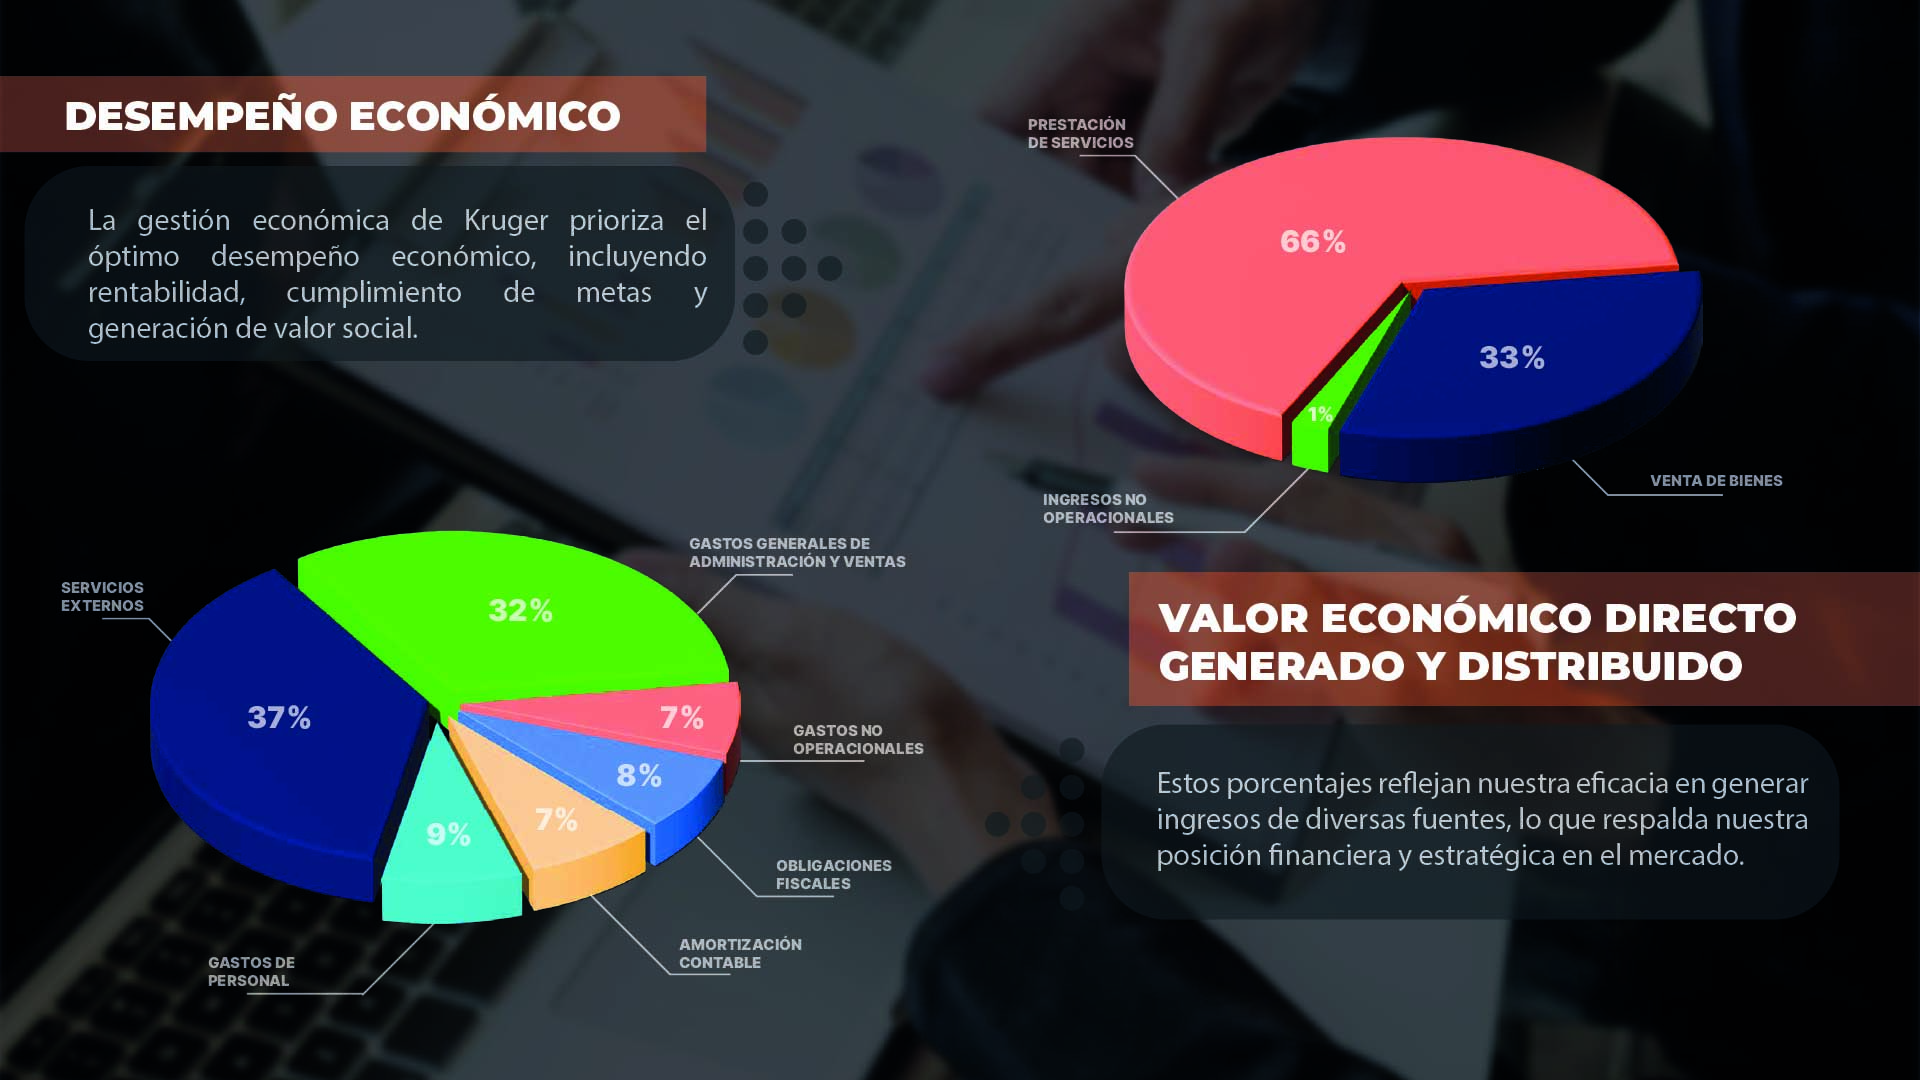 DESEMPEÑO ECONÓMICO
La gestión económica de Kruger prioriza el
óptimo desempeño económico, incluyendo
rentabilidad, cumplimiento de metas y
generación de valor social.
PRESTACIÓN
DE SERVICIOS
66%
33%
1%
INGRESOS NO
OPERACIONALES
VENTA DE BIENES
SERVICIOS
EXTERNOS
GASTOS GENERALES DE
ADMINISTRACIÓN Y VENTAS
32%
37%
7%
GASTOS NO
OPERACIONALES
8%
7%
9%
OBLIGACIONES
FISCALES
AMORTIZACIÓN
CONTABLE
GASTOS DE
PERSONAL
VALOR ECONÓMICO DIRECTO
GENERADO Y DISTRIBUIDO
Estos porcentajes reflejan nuestra eficacia en generar
ingresos de diversas fuentes, lo que respalda nuestra
posición financiera y estratégica en el mercado.